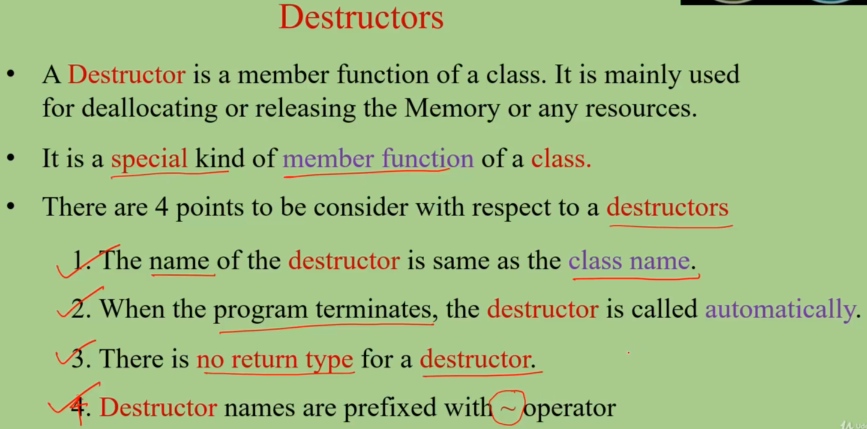 Destructors
• A Destructor is a member function of a class. It is mainly used
for deallocating or releasing the Memory or any resources.
• It is a special kind of member function of a class.
• There are 4 points to be consider with respect to a destructors
1. The name of the destructor is same as the class name.
2. When the program terminates, the destructor is called automatically.
3. There is no return type for a destructor.
4. Destructor names are prefixed with ~ operator